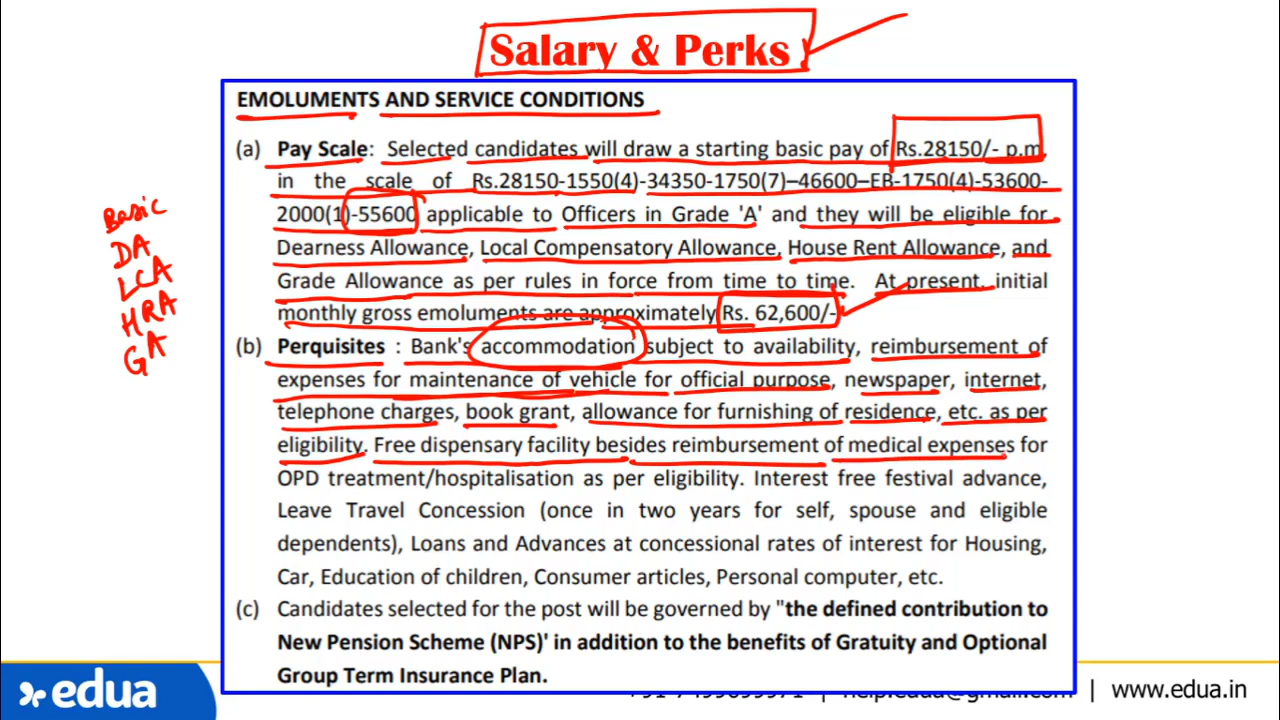 Salary & Perks
EMOLUMENTS AND SERVICE CONDITIONS
(a) Pay Scale: Selected candidates will draw a starting basic pay of Rs.28150/- p.m.
in the scale of Rs.28150-1550(4)-34350-1750(7)–46600–EB-1750(4)-53600-
2000(1)-55600 applicable to Officers in Grade 'A' and they will be eligible for
Dearness Allowance, Local Compensatory Allowance, House Rent Allowance, and
Grade Allowance as per rules in force from time to time. At present, initial
monthly gross emoluments are approximately Rs. 62,600/-
(b) Perquisites : Bank's accommodation subject to availability, reimbursement of
expenses for maintenance of vehicle for official purpose, newspaper, internet,
telephone charges, book grant, allowance for furnishing of residence, etc. as per
eligibility. Free dispensary facility besides reimbursement of medical expenses for
OPD treatment/hospitalisation as per eligibility. Interest free festival advance,
Leave Travel Concession (once in two years for self, spouse and eligible
dependents), Loans and Advances at concessional rates of interest for Housing,
Car, Education of children, Consumer articles, Personal computer, etc.
(c) Candidates selected for the post will be governed by "the defined contribution to
New Pension Scheme (NPS)' in addition to the benefits of Gratuity and Optional
Group Term Insurance Plan.
Basic
DA
LCA
HRA
GA
edua
| www.edua.in